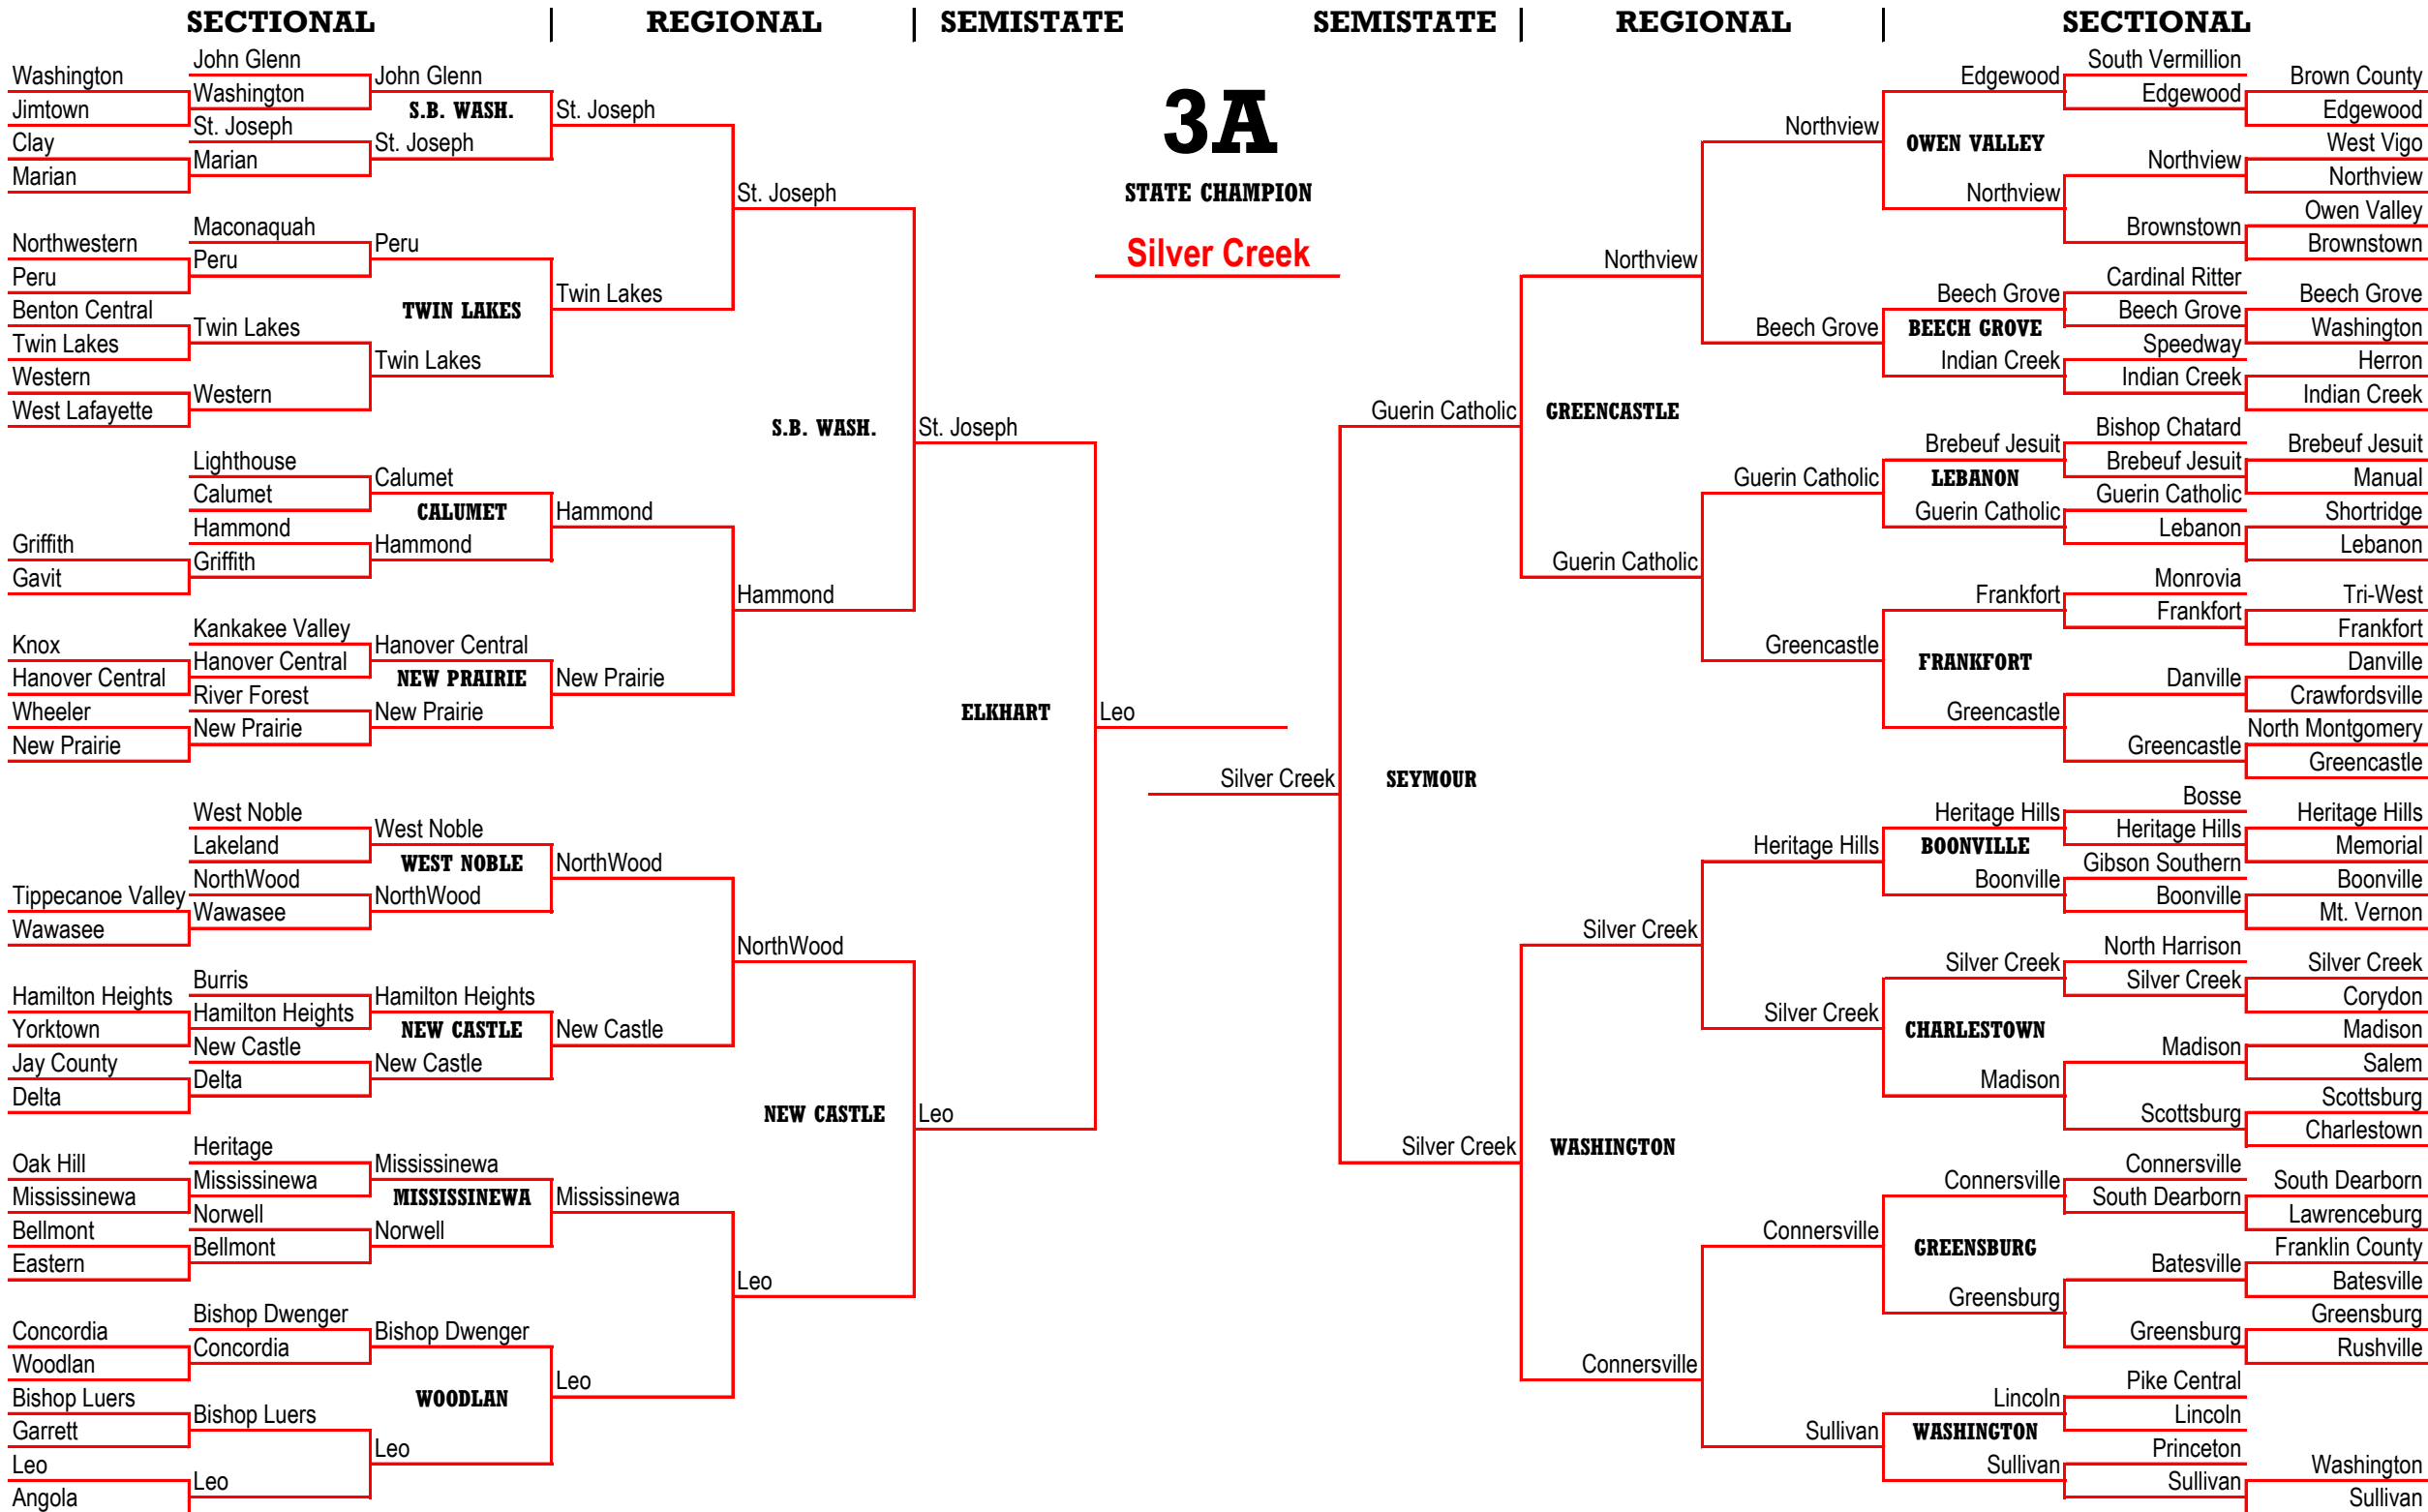 SECTIONAL
REGIONAL
SEMISTATE
SEMISTATE
REGIONAL
SECTIONAL
3A
STATE CHAMPION
Silver Creek
Washington
Jimtown
Clay
Marian
John Glenn
Washington
St. Joseph
Marian
John Glenn
S.B. WASH.
St. Joseph
St. Joseph
Northwestern
Peru
Benton Central
Twin Lakes
Western
West Lafayette
Maconaquah
Peru
Twin Lakes
Western
Peru
TWIN LAKES
Twin Lakes
Twin Lakes
St. Joseph
Griffith
Gavit
Lighthouse
Calumet
Hammond
Griffith
Calumet
CALUMET
Hammond
Hammond
Knox
Hanover Central
Wheeler
New Prairie
Kankakee Valley
Hanover Central
River Forest
New Prairie
Hanover Central
NEW PRAIRIE
New Prairie
New Prairie
Hammond
S.B. WASH.
St. Joseph
Tippecanoe Valley
Wawasee
West Noble
Lakeland
NorthWood
Wawasee
West Noble
WEST NOBLE
NorthWood
NorthWood
Hamilton Heights
Yorktown
Jay County
Delta
Burris
Hamilton Heights
New Castle
Delta
Hamilton Heights
NEW CASTLE
New Castle
New Castle
NorthWood
Oak Hill
Mississinewa
Bellmont
Eastern
Heritage
Mississinewa
Norwell
Bellmont
Mississinewa
MISSISSINEWA
Norwell
Mississinewa
Concordia
Woodlan
Bishop Luers
Garrett
Leo
Angola
Bishop Dwenger
Concordia
Bishop Luers
Leo
Bishop Dwenger
WOODLAN
Leo
Leo
Leo
NEW CASTLE
Leo
ELKHART
Leo
Silver Creek
SEYMOUR
Guerin Catholic
GREENCASTLE
Northview
Northview
Edgewood
OWEN VALLEY
Northview
South Vermillion
Edgewood
Northview
Brownstown
Brown County
Edgewood
West Vigo
Northview
Owen Valley
Brownstown
Beech Grove
Beech Grove
BEECH GROVE
Indian Creek
Cardinal Ritter
Beech Grove
Speedway
Indian Creek
Beech Grove
Washington
Herron
Indian Creek
Guerin Catholic
Guerin Catholic
Brebeuf Jesuit
LEBANON
Guerin Catholic
Bishop Chatard
Brebeuf Jesuit
Guerin Catholic
Lebanon
Brebeuf Jesuit
Manual
Shortridge
Lebanon
Greencastle
Frankfort
FRANKFORT
Greencastle
Monrovia
Frankfort
Danville
Greencastle
Tri-West
Frankfort
Danville
Crawfordsville
North Montgomery
Greencastle
Silver Creek
WASHINGTON
Silver Creek
Heritage Hills
Heritage Hills
BOONVILLE
Boonville
Bosse
Heritage Hills
Gibson Southern
Boonville
Heritage Hills
Memorial
Boonville
Mt. Vernon
Silver Creek
Silver Creek
CHARLESTOWN
Madison
North Harrison
Silver Creek
Madison
Scottsburg
Silver Creek
Corydon
Madison
Salem
Scottsburg
Charlestown
Connersville
Connersville
Connersville
GREENSBURG
Greensburg
Connersville
South Dearborn
Batesville
Greensburg
South Dearborn
Lawrenceburg
Franklin County
Batesville
Greensburg
Rushville
Sullivan
Lincoln
WASHINGTON
Sullivan
Pike Central
Lincoln
Princeton
Sullivan
Washington
Sullivan